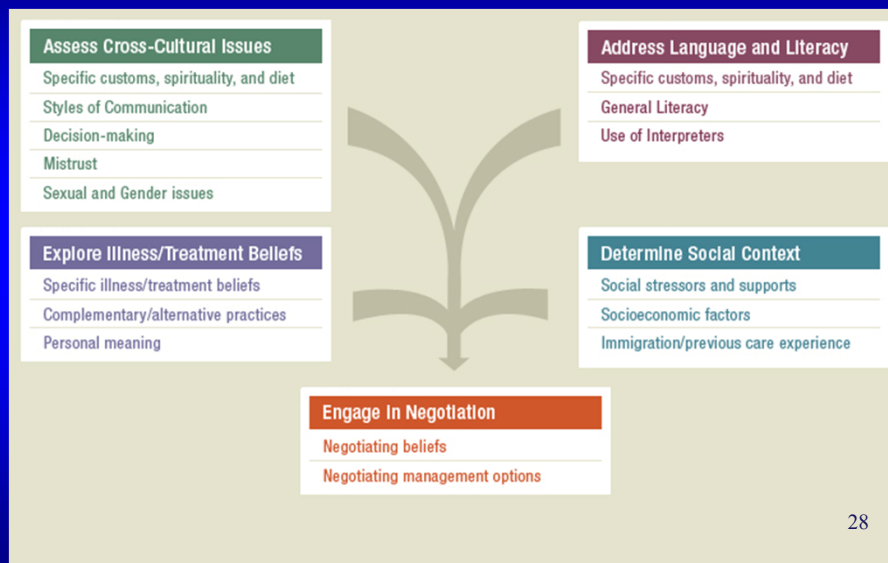 Assess Cross-Cultural Issues
Specific customs, spirituality, and diet
Styles of Communication
Decision-making
Mistrust
Sexual and Gender issues
Address Language and Literacy
Specific customs, spirituality, and diet
General Literacy
Use of Interpreters
Explore Illness/Treatment Beliefs
Specific illness/treatment beliefs
Complementary/alternative practices
Personal meaning
Determine Social Context
Social stressors and supports
Socioeconomic factors
Immigration/previous care experience
Engage in Negotiation
Negotiating beliefs
Negotiating management options
28